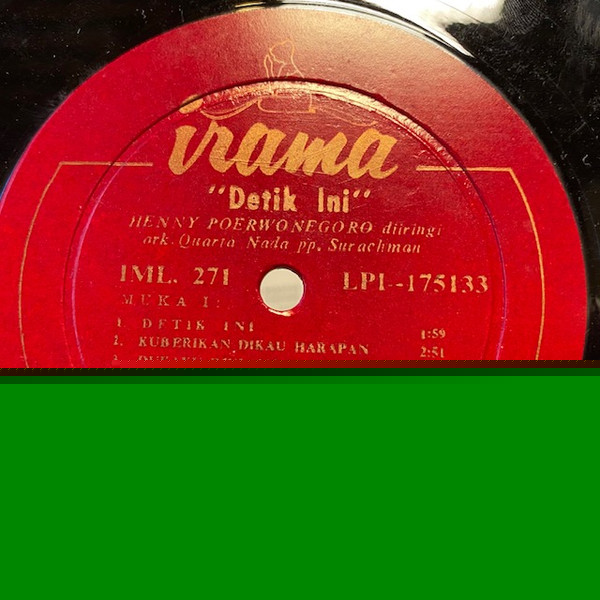 irama
"Detik Ini"
HENNY POERWONEGORO diiringi
ork. Quarta Nada pp. Surachman
IML. 271 LPI--175133
MUKA I:
1. DETIK INI 1:59
2. KUBERIKAN DIKAU HARAPAN 2:51
3.